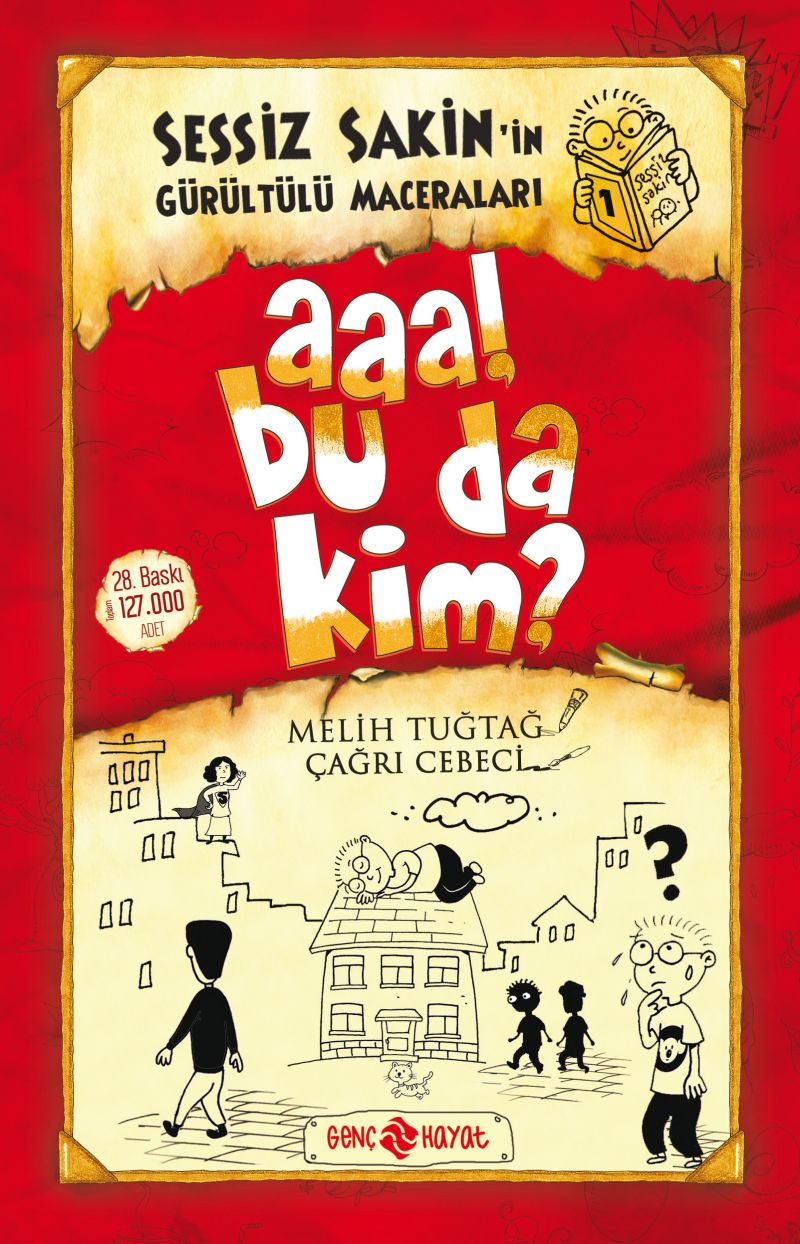 SESSİZ SAKİN'İN
GÜRÜLTÜLÜ MACERALARI
1
sessiz
sakin
aaa!
bu da
kim?
28. Baskı
Toplam
127.000
ADET
MELİH TUĞTAĞ
ÇAĞRI CEBECİ
?
S
GENÇ HAYAT